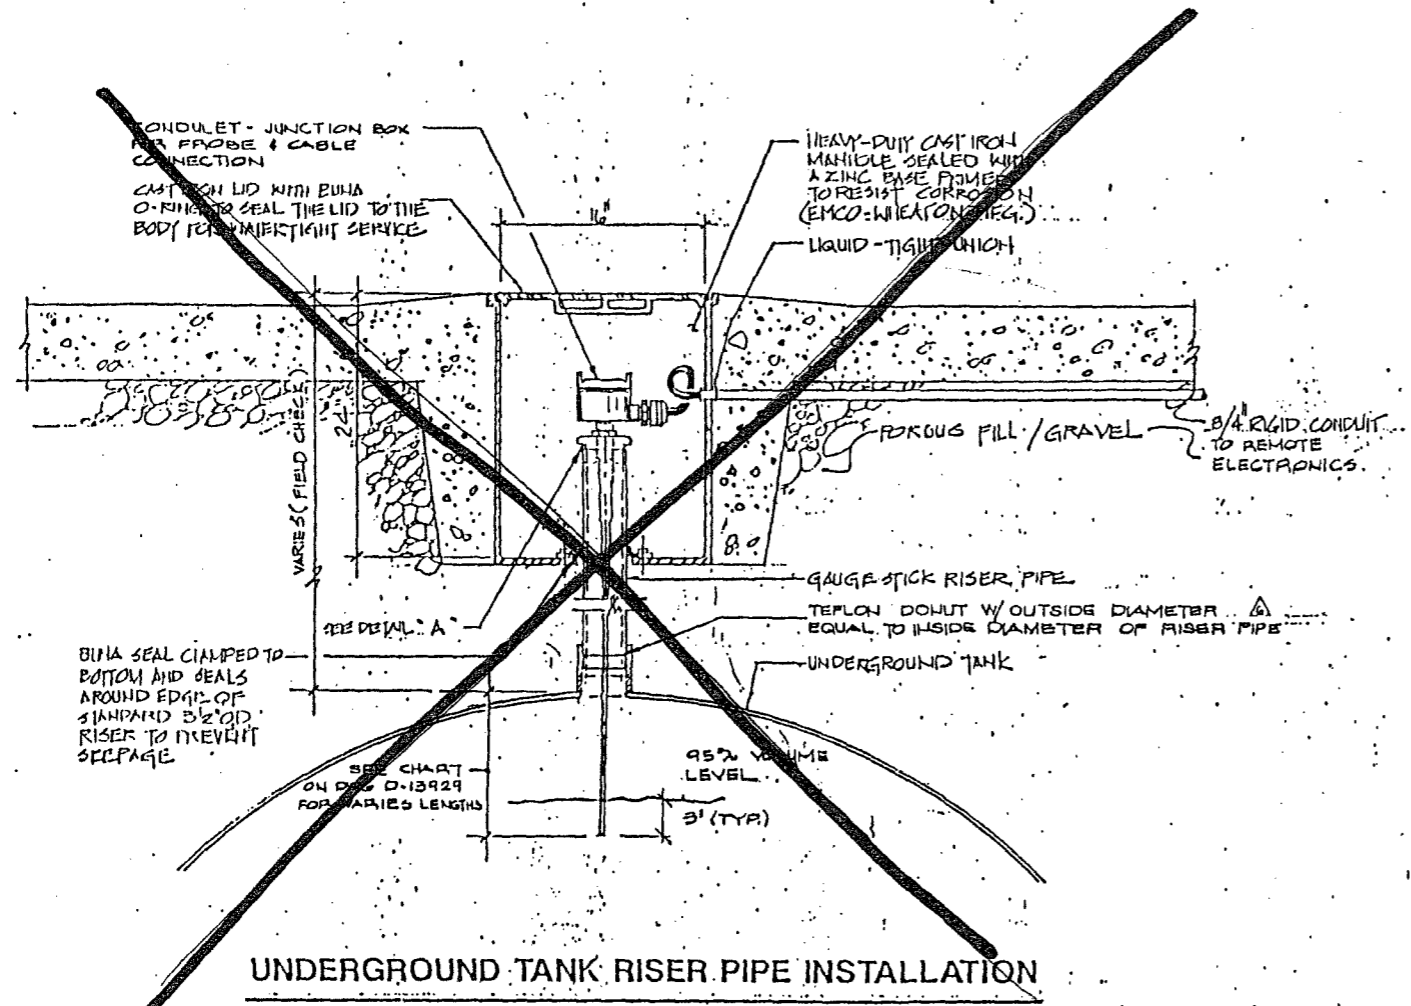 CONDULET - JUNCTION BOX
FOR PROBE & CABLE
CONNECTION
CAST IRON LID WITH BUNA
O-RING TO SEAL THE LID TO THE
BODY FOR WATERTIGHT SERVICE
HEAVY-DUTY CAST IRON
MANHOLE SEALED WITH
A ZINC BASE PRIMER
TO RESIST CORROSION
(EMCO-WHEATON MFG.)
LIQUID-TIGHT UNION
16"
VARIES (FIELD CHECK)
24"
POROUS FILL / GRAVEL
3/4" RIGID CONDUIT
TO REMOTE
ELECTRONICS.
GAUGE STICK RISER PIPE
TEFLON DONUT W/ OUTSIDE DIAMETER 6
EQUAL TO INSIDE DIAMETER OF RISER PIPE
UNDERGROUND TANK
SEE DETAIL "A"
BUNA SEAL CLAMPED TO
BOTTOM AND SEALS
AROUND EDGE OF
STANDARD 3½" OD
RISER TO PREVENT
SEEPAGE
SEE CHART
ON DWG D-13929
FOR VARIES LENGTHS
95% VOLUME
LEVEL
3" (TYP.)
UNDERGROUND TANK RISER PIPE INSTALLATION